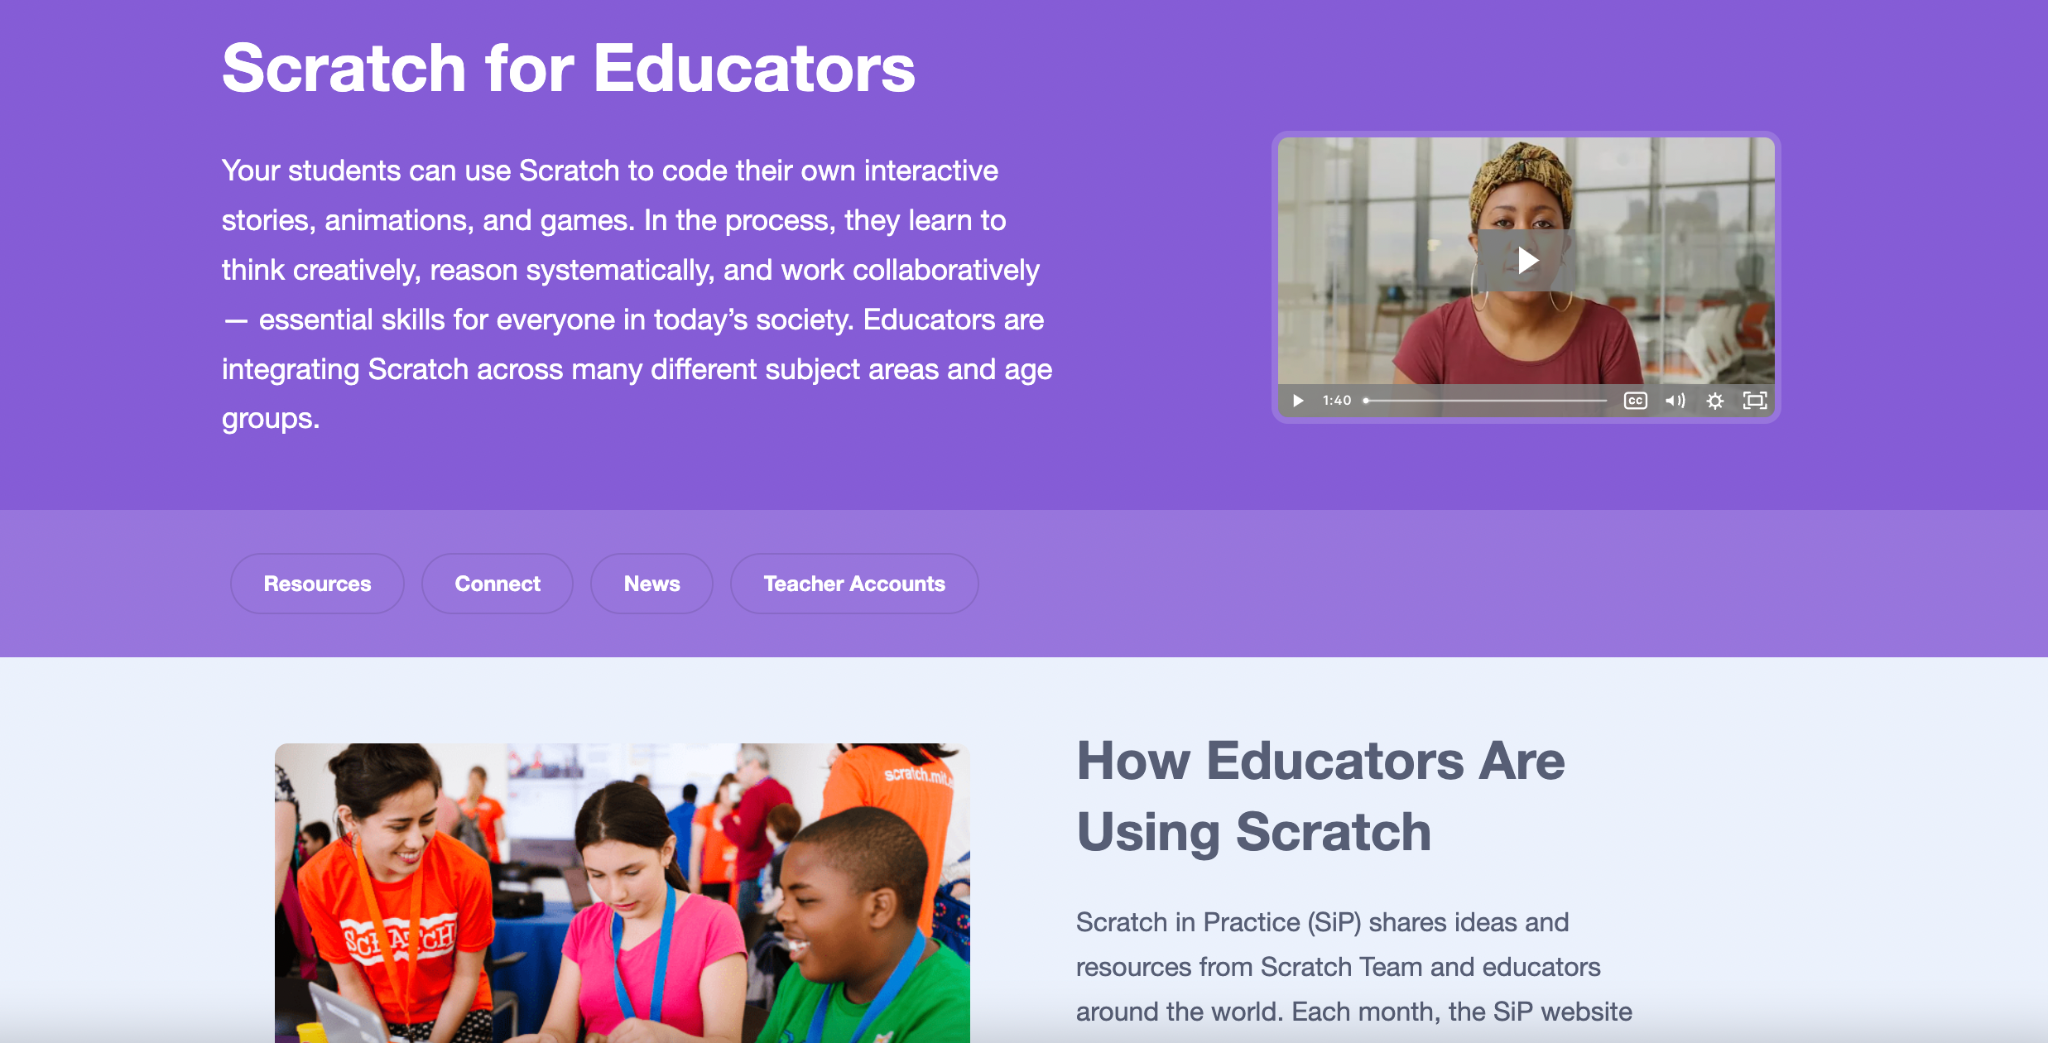 Scratch for Educators
Your students can use Scratch to code their own interactive
stories, animations, and games. In the process, they learn to
think creatively, reason systematically, and work collaboratively
— essential skills for everyone in today’s society. Educators are
integrating Scratch across many different subject areas and age
groups.
1:40
CC
Resources
Connect
News
Teacher Accounts
scratch.mit.
SCRATCH
How Educators Are
Using Scratch
Scratch in Practice (SiP) shares ideas and
resources from Scratch Team and educators
around the world. Each month, the SiP website